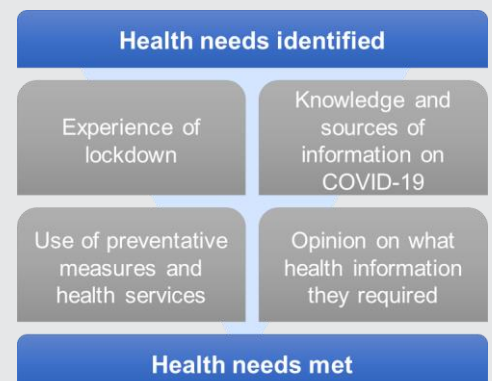 Health needs identified
Experience of
lockdown
Knowledge and
sources of
information on
COVID-19
Use of preventative
measures and
health services
Opinion on what
health information
they required
Health needs met